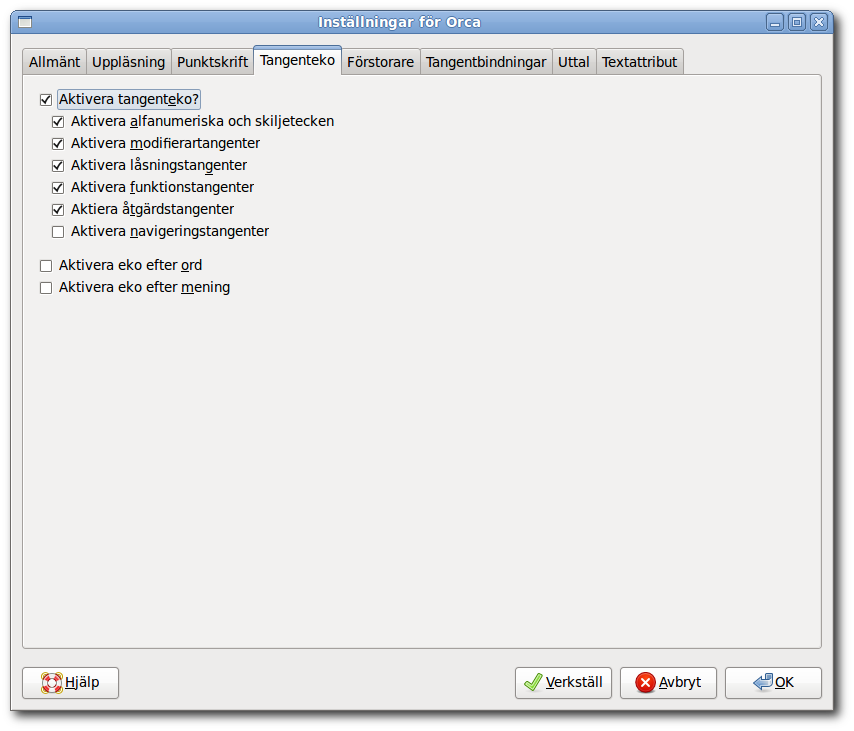 Inställningar för Orca
Allmänt Uppläsning Punktskrift Tangenteko Förstorare Tangentbindningar Uttal Textattribut
Aktivera tangenteko?
Aktivera alfanumeriska och skiljetecken
Aktivera modifierartangenter
Aktivera låsningstangenter
Aktivera funktionstangenter
Aktiera åtgärdstangenter
Aktivera navigeringstangenter
Aktivera eko efter ord
Aktivera eko efter mening
Hjälp Verkställ Avbryt OK